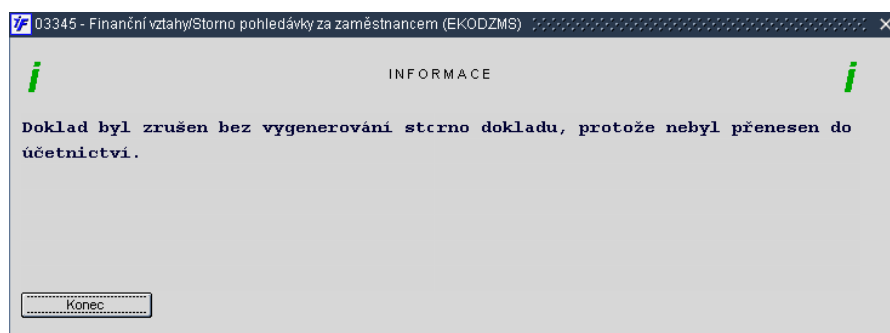 03345 - Finanční vztahy/Storno pohledávky za zaměstnancem (EKODZMS)
INFORMACE
Doklad byl zrušen bez vygenerování storno dokladu, protože nebyl přenesen do
účetnictví.
Konec